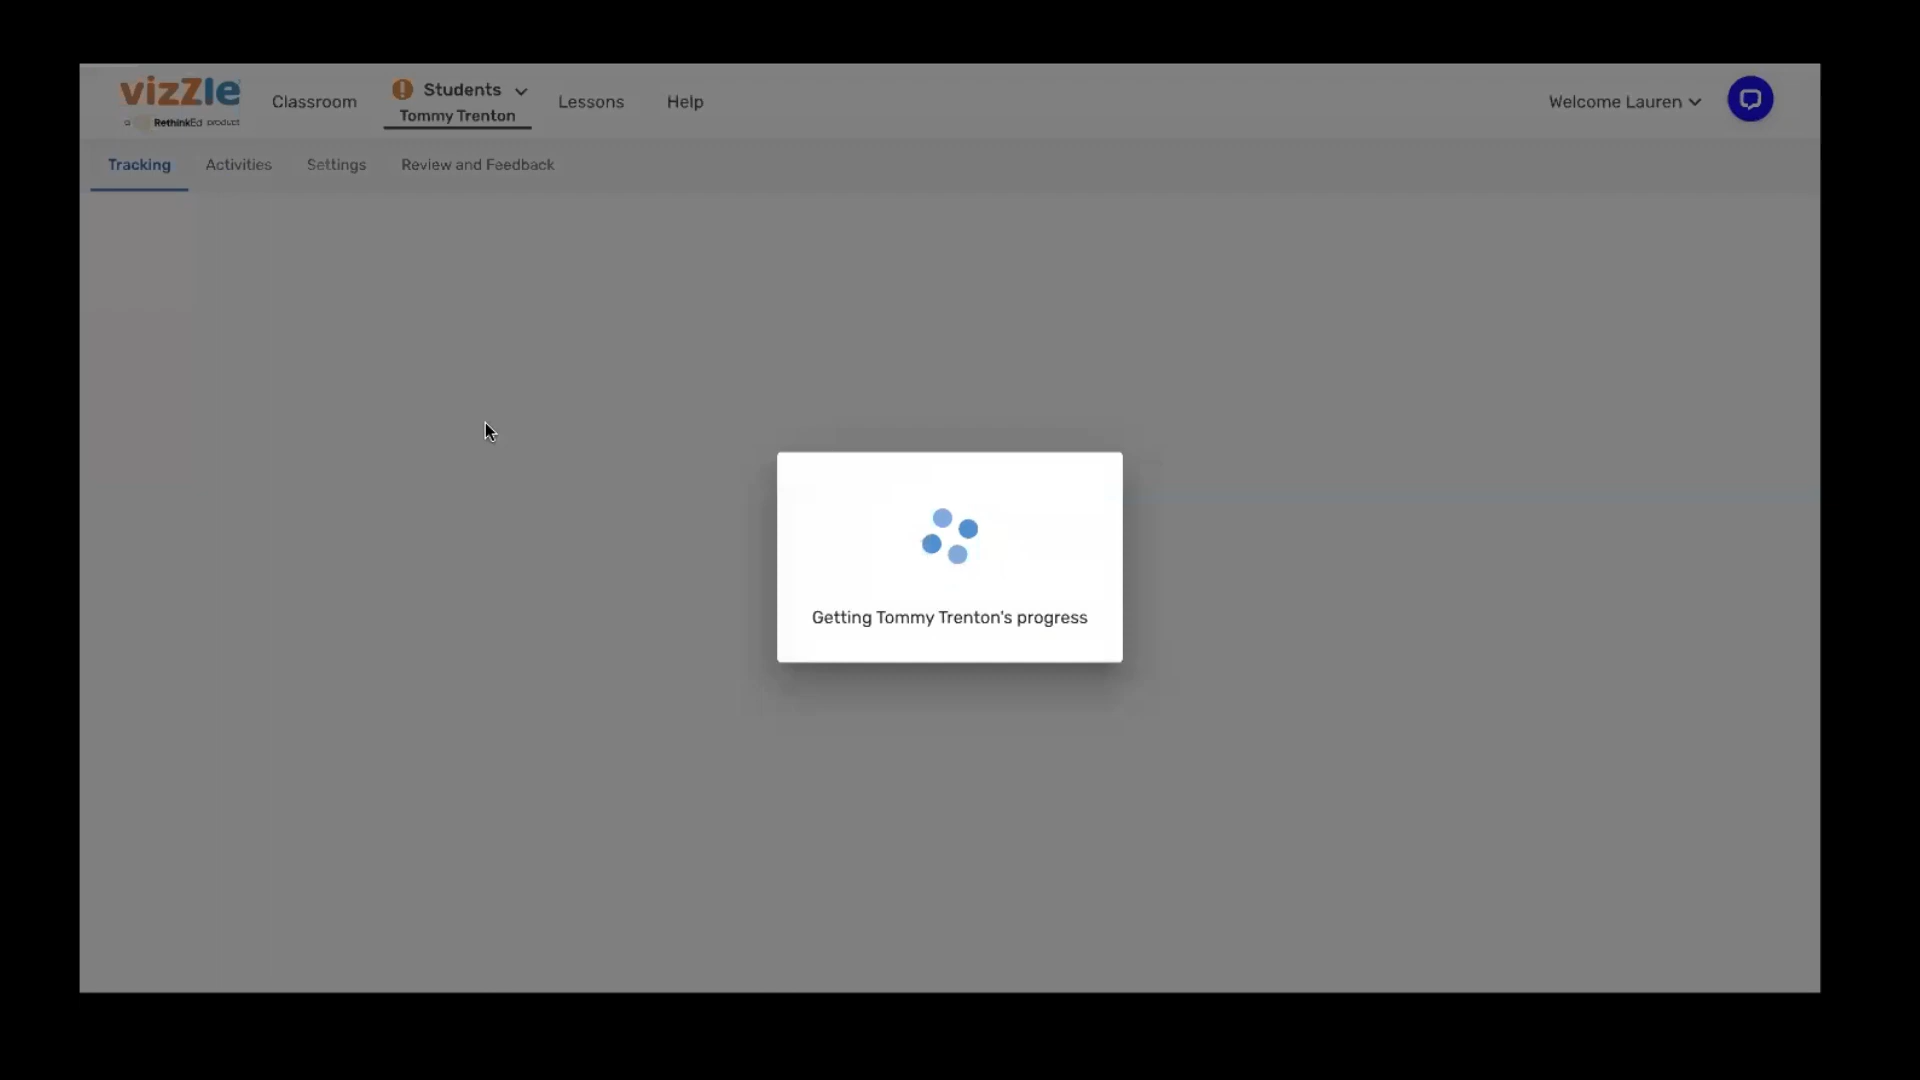 vizZle
a RethinkEd product
Classroom
Students
Tommy Trenton
Lessons
Help
Welcome Lauren
Tracking
Activities
Settings
Review and Feedback
Getting Tommy Trenton's progress